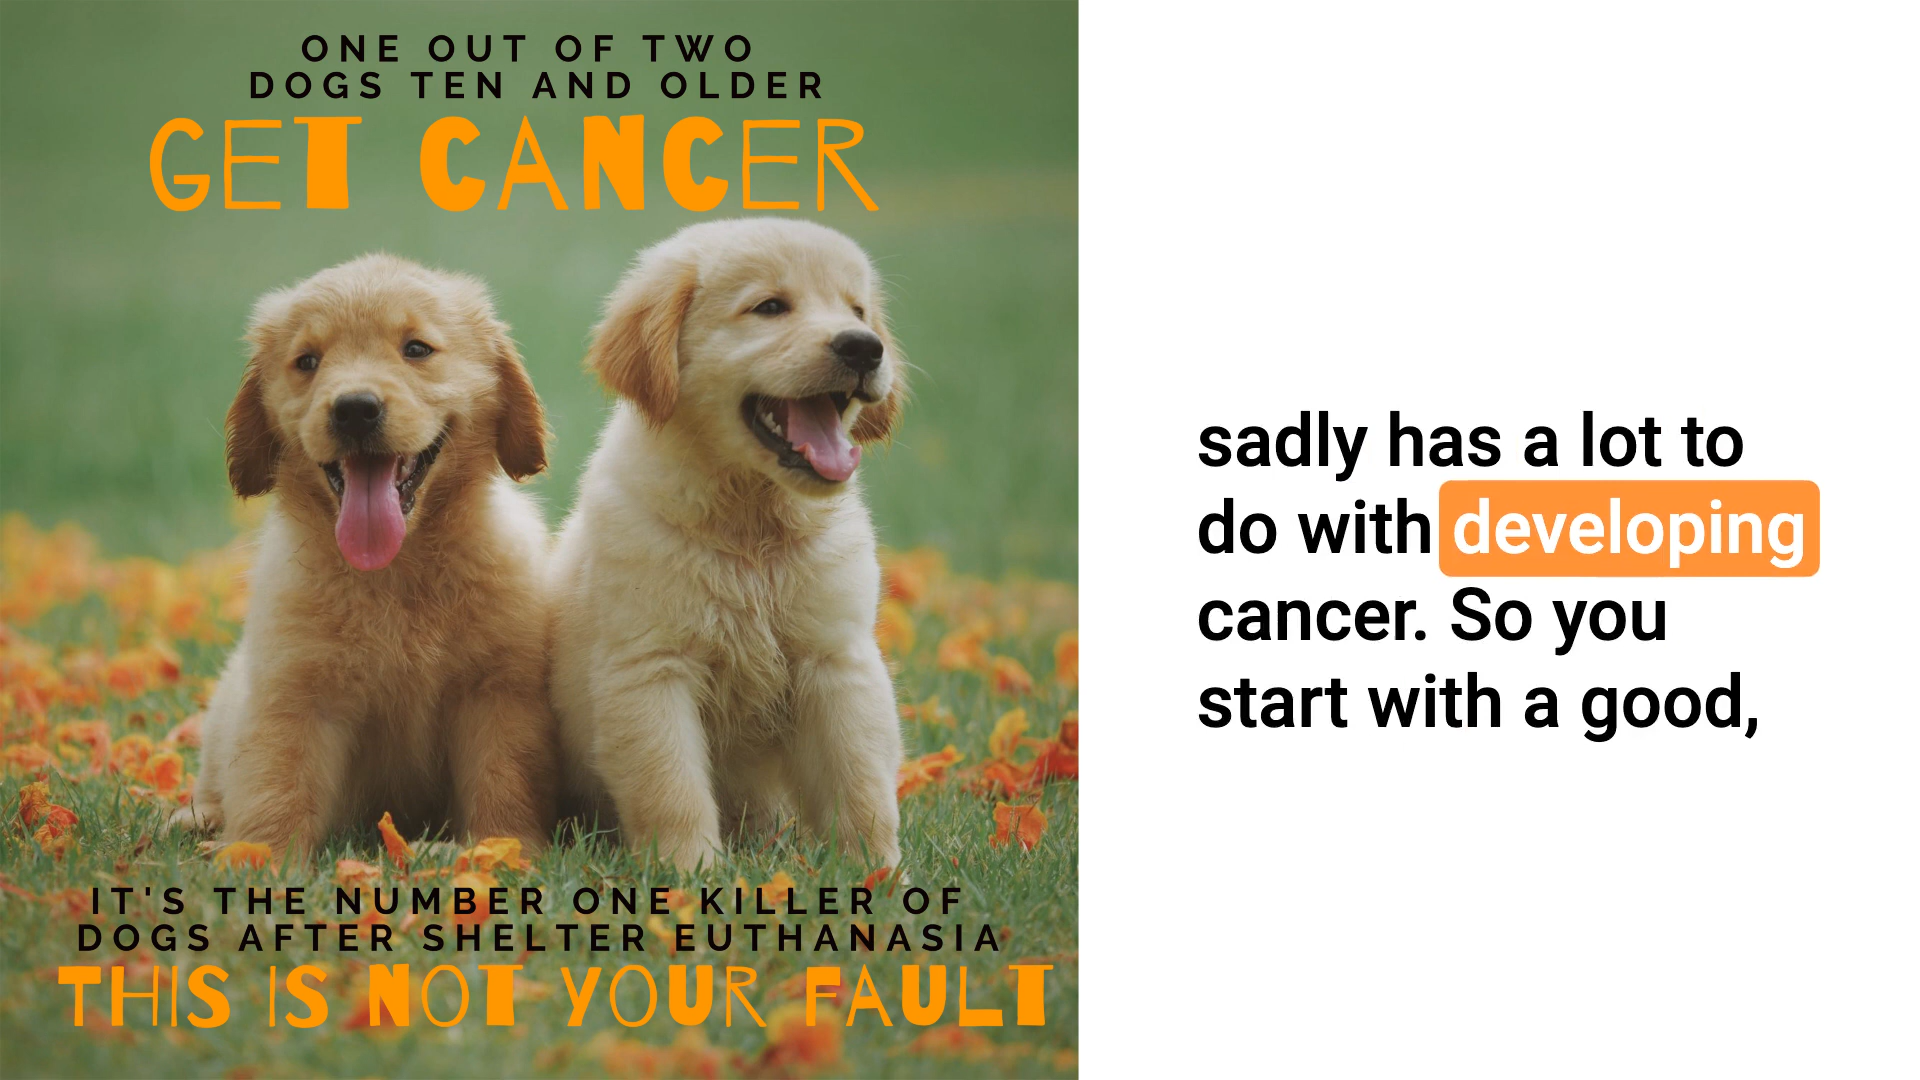 ONE OUT OF TWO
DOGS TEN AND OLDER
GET CANCER
IT'S THE NUMBER ONE KILLER OF
DOGS AFTER SHELTER EUTHANASIA
THIS IS NOT YOUR FAULT
sadly has a lot to
do with developing
cancer. So you
start with a good,